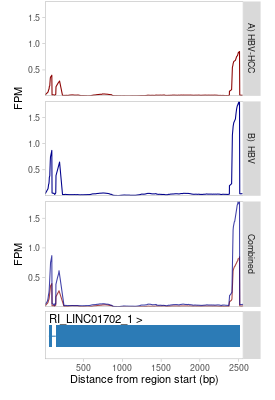 1.5
1.0
0.5
FPM
A) HBV-HCC
1.5
1.0
0.5
B) HBV
1.5
1.0
0.5
FPM
Combined
RI_LINC01702_1 >
500 1000 1500 2000 2500
Distance from region start (bp)